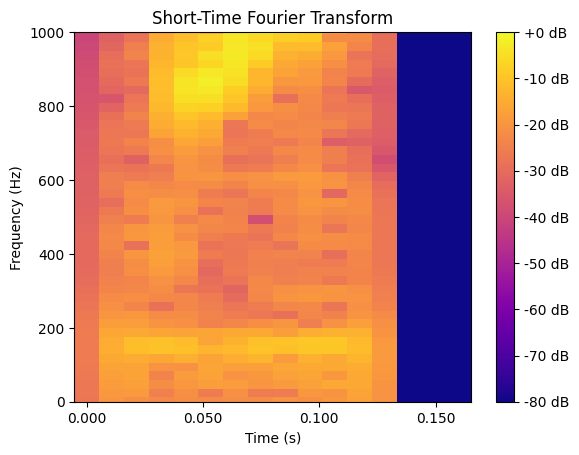 Short-Time Fourier Transform
1000
800
600
400
200
0
Frequency (Hz)
0.000
0.050
0.100
0.150
Time (s)
+0 dB
-10 dB
-20 dB
-30 dB
-40 dB
-50 dB
-60 dB
-70 dB
-80 dB